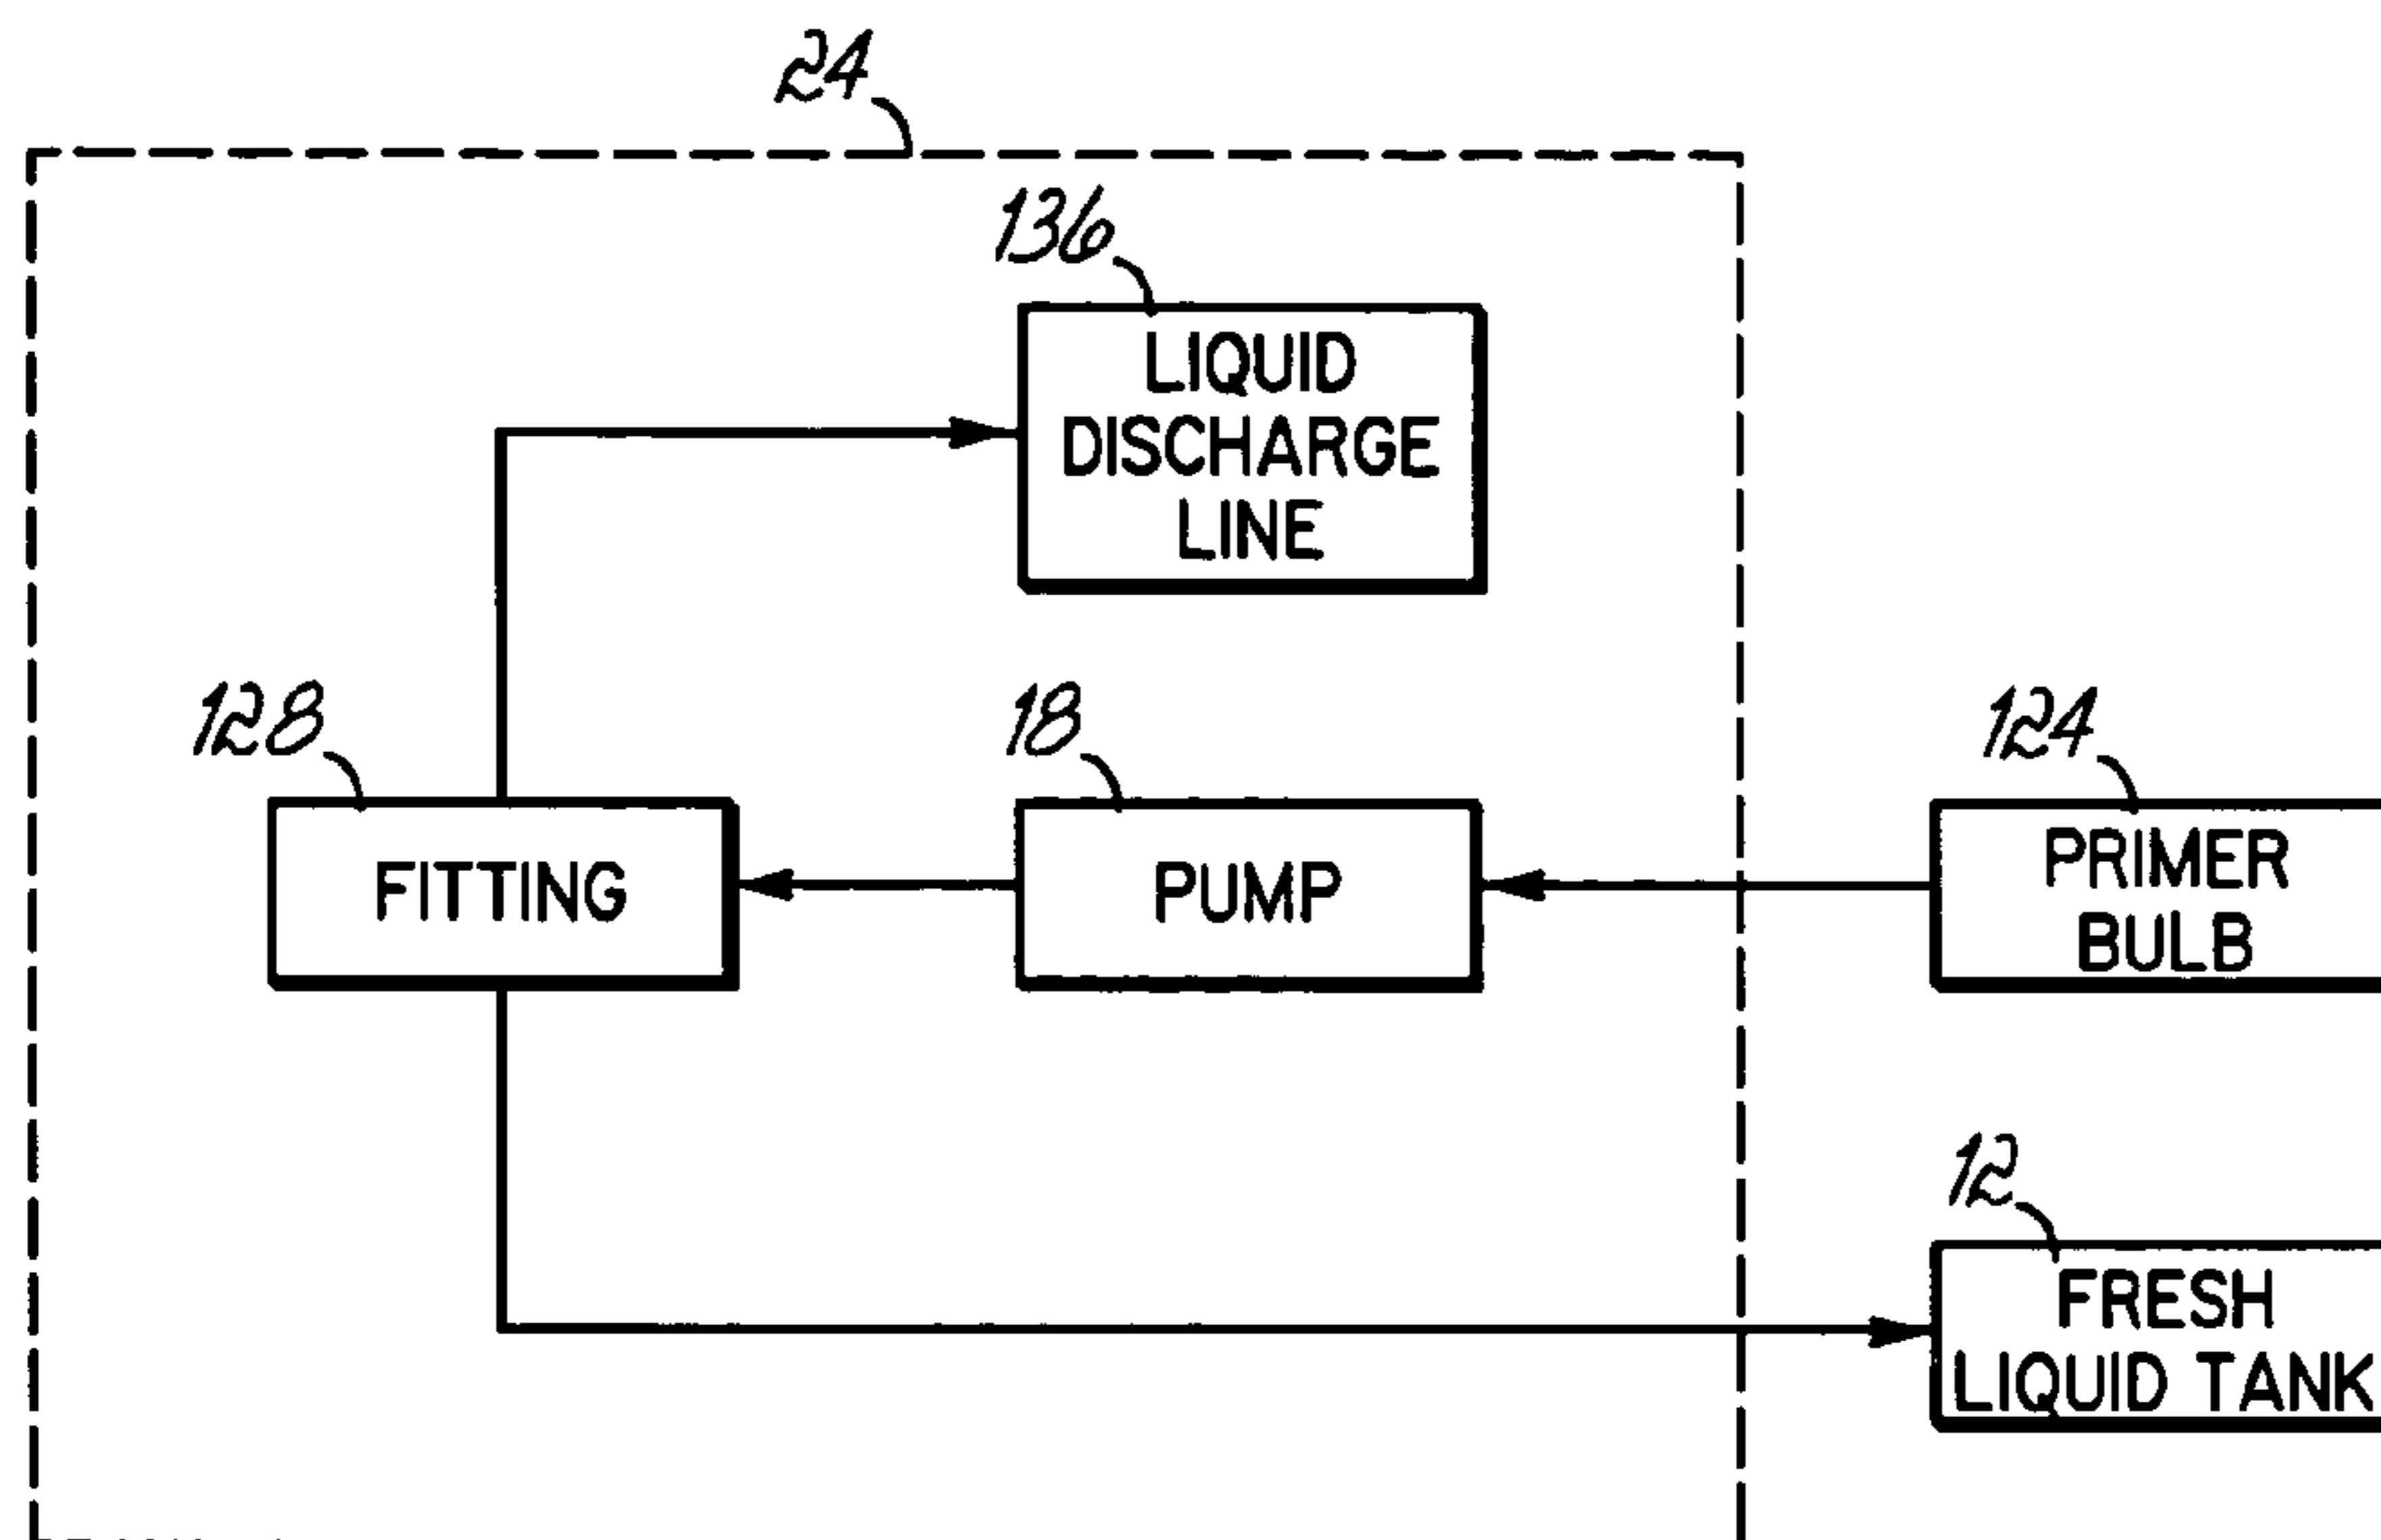 24
136
LIQUID
DISCHARGE
LINE
128
18
124
FITTING
PUMP
PRIMER
BULB
12
FRESH
LIQUID TANK